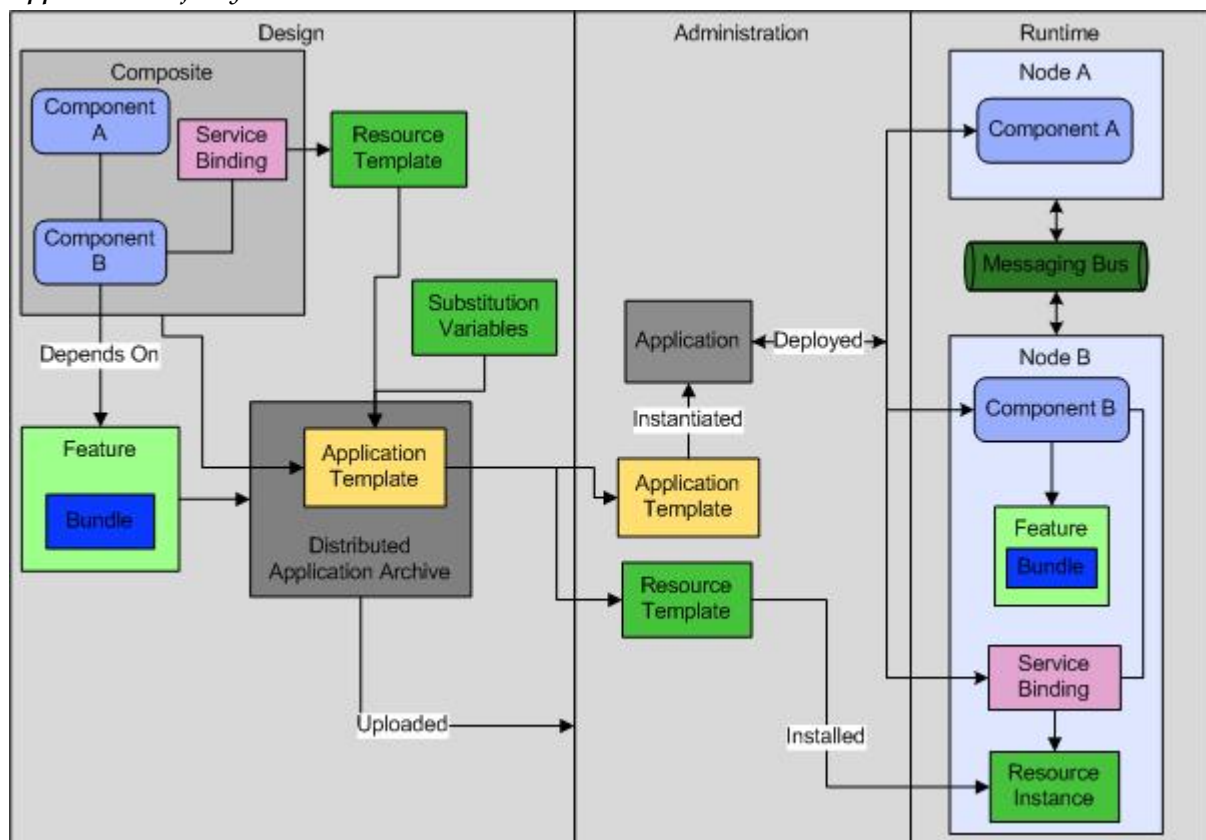 Design
Administration
Runtime
Composite
Component
A
Service
Binding
Component
B
Resource
Template
Substitution
Variables
Depends On
Feature
Bundle
Application
Template
Distributed
Application Archive
Uploaded
Application
Deployed
Instantiated
Application
Template
Resource
Template
Installed
Node A
Component A
Messaging Bus
Node B
Component B
Feature
Bundle
Service
Binding
Resource
Instance